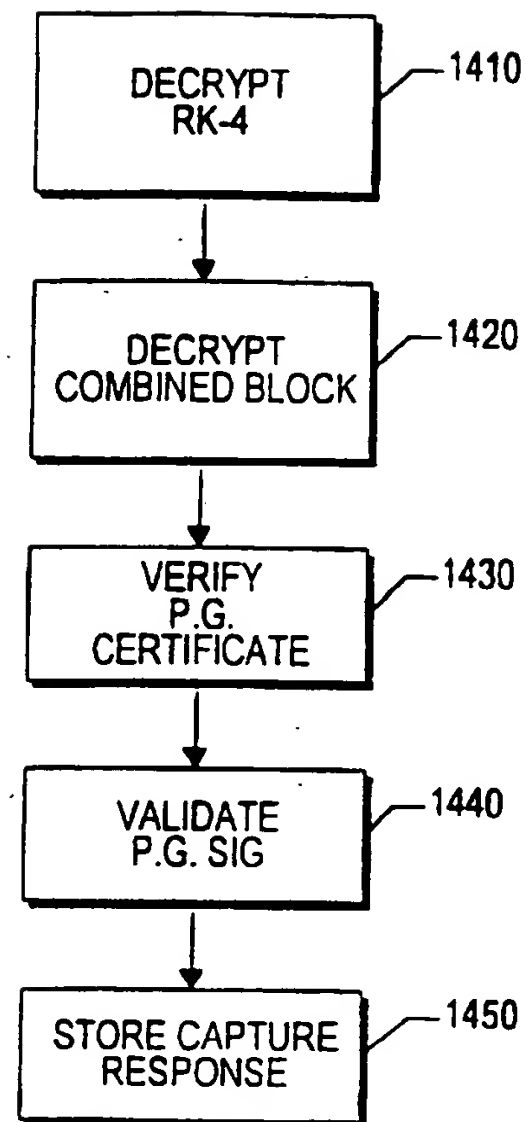 DECRYPT
RK-4
1410
DECRYPT
COMBINED BLOCK
1420
VERIFY
P.G.
CERTIFICATE
1430
VALIDATE
P.G. SIG
1440
STORE CAPTURE
RESPONSE
1450